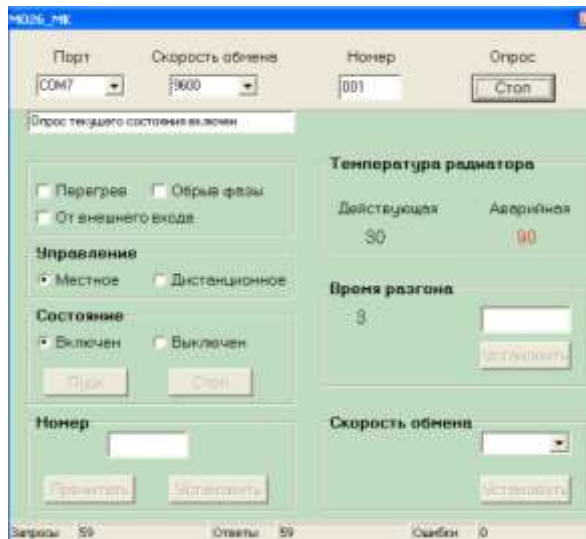 MO26_MK
Порт Скорость обмена Номер Опрос
COM7 9600 001 Стоп
Опрос текущего состояния включен
Температура радиатора
Перегрев Обрыв фазы
От внешнего входа
Действующая Аварийная
30 90
Управление
Местное Дистанционное
Время разгона
3
Состояние
Включен Выключен
Установить
Пуск Стоп
Номер Скорость обмена
Прочитать Установить Установить
Запросы 59 Ответы 59 Ошибки 0